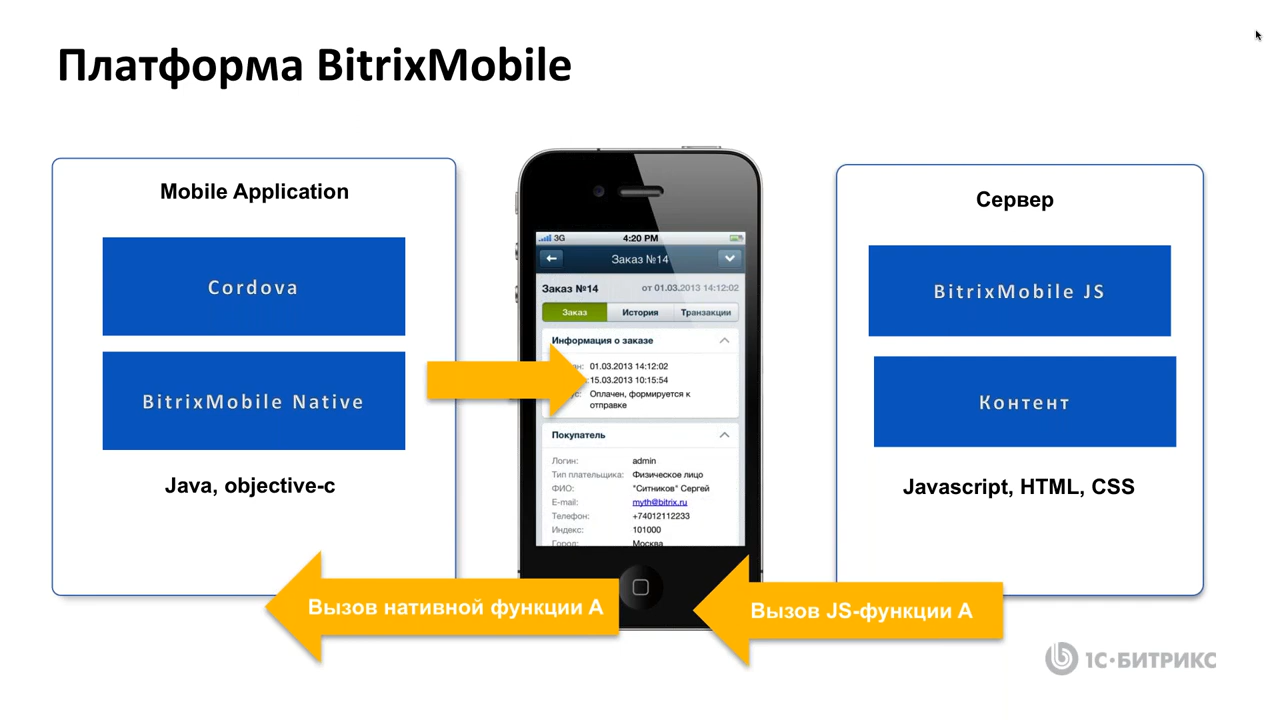 Платформа BitrixMobile
Mobile Application
Cordova
BitrixMobile Native
Java, objective-c
3G
4:20 PM
Заказ №14
Заказ №14
от 01.03.2013 14:12:02
Заказ
История
Транзакции
Информация о заказе
01.03.2013 14:12:02
15.03.2013 10:15:54
Оплачен, формируется к
отправке
Покупатель
Логин: admin
Тип плательщика: Физическое лицо
ФИО: "Ситников" Сергей
E-mail: myth@bitrix.ru
Телефон: +74012112233
Индекс: 101000
Город: Москва
Сервер
BitrixMobile JS
Контент
Javascript, HTML, CSS
Вызов нативной функции А
Вызов JS-функции А
1С·БИТРИКС